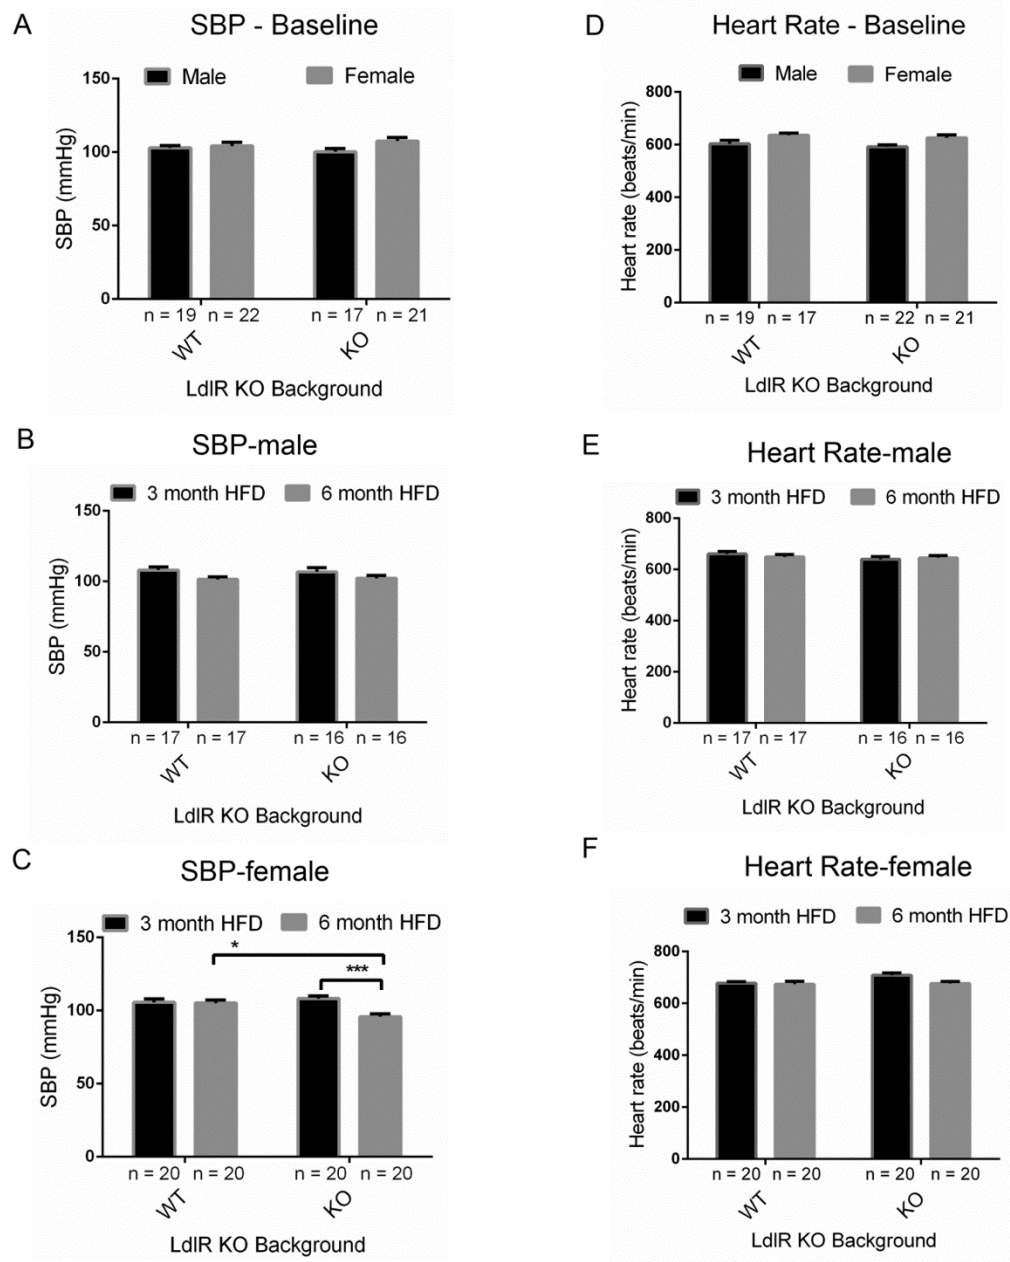 A
SBP - Baseline
Male Female
SBP (mmHg)
150
100
50
0
n = 19 n = 22 n = 17 n = 21
WT KO
LdlR KO Background
D
Heart Rate - Baseline
Male Female
Heart rate (beats/min)
800
600
400
200
0
n = 19 n = 17 n = 22 n = 21
WT KO
LdlR KO Background
B
SBP-male
3 month HFD 6 month HFD
SBP (mmHg)
150
100
50
0
n = 17 n = 17 n = 16 n = 16
WT KO
LdlR KO Background
E
Heart Rate-male
3 month HFD 6 month HFD
Heart rate (beats/min)
800
600
400
200
0
n = 17 n = 17 n = 16 n = 16
WT KO
LdlR KO Background
C
SBP-female
3 month HFD 6 month HFD
SBP (mmHg)
150
*
***
100
50
0
n = 20 n = 20 n = 20 n = 20
WT KO
LdlR KO Background
F
Heart Rate-female
3 month HFD 6 month HFD
Heart rate (beats/min)
800
600
400
200
0
n = 20 n = 20 n = 20 n = 20
WT KO
LdlR KO Background